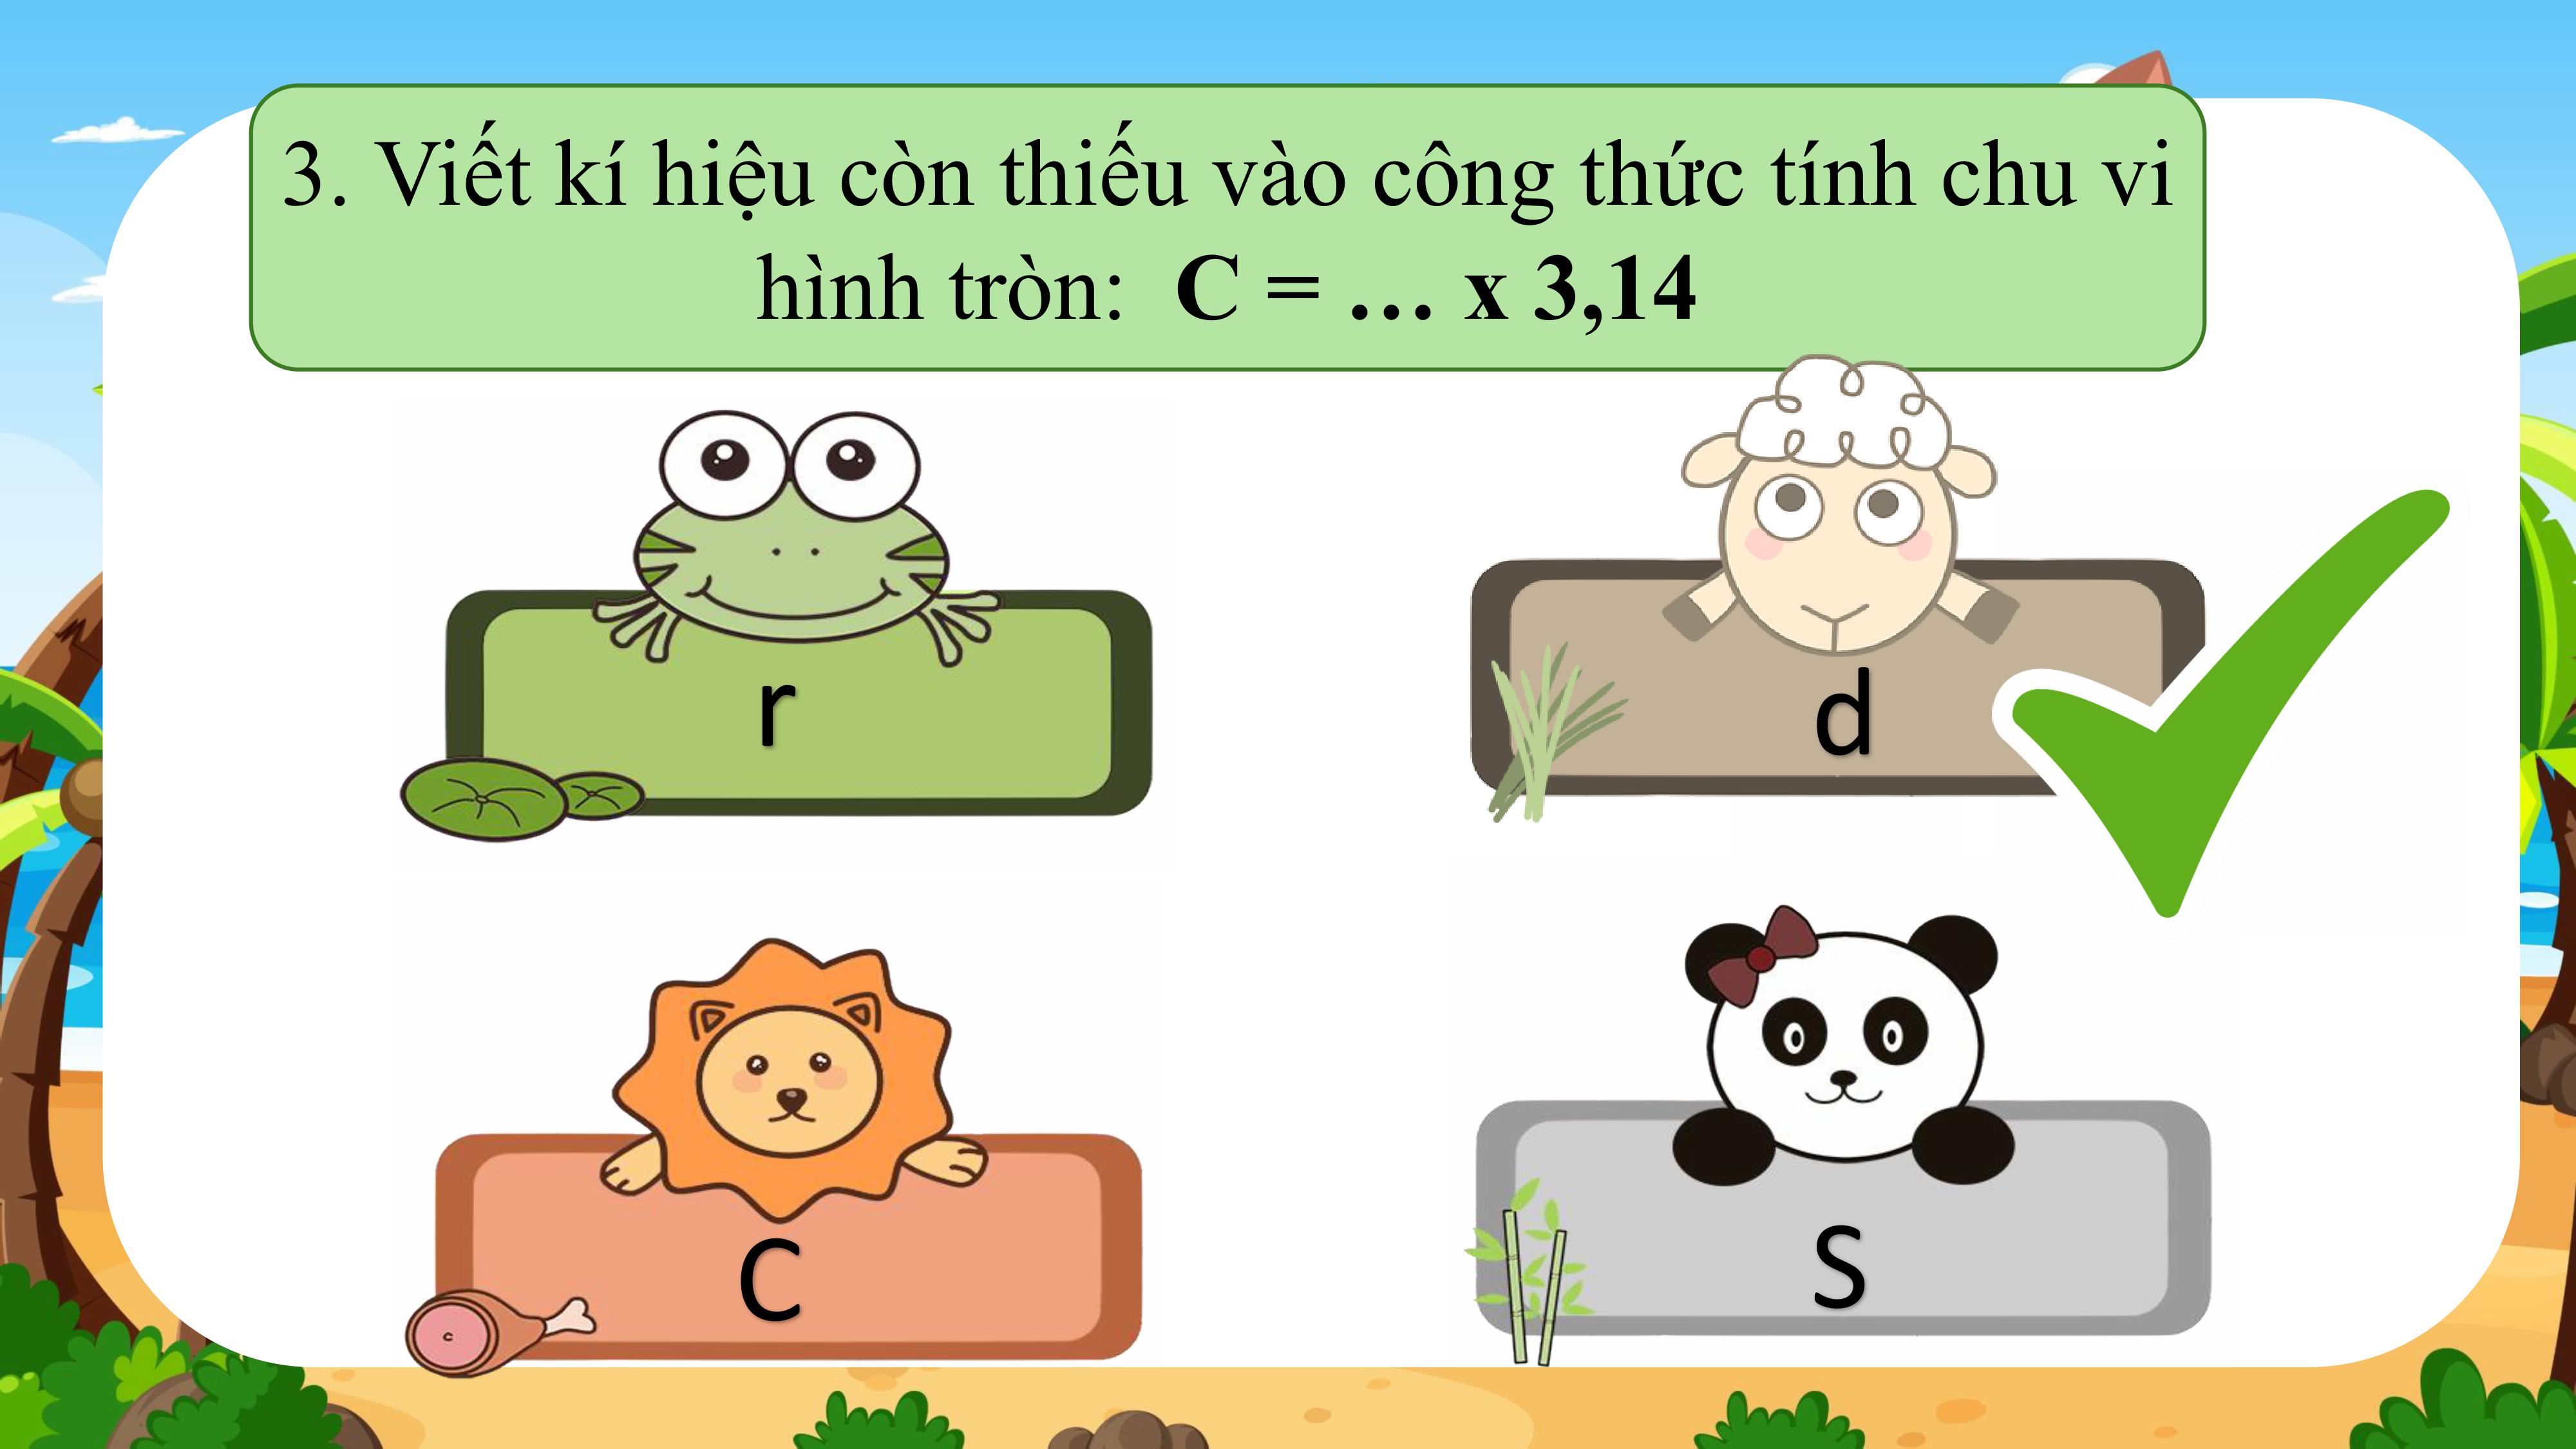 3. Viết kí hiệu còn thiếu vào công thức tính chu vi
hình tròn: C = … x 3,14
r
d
C
S